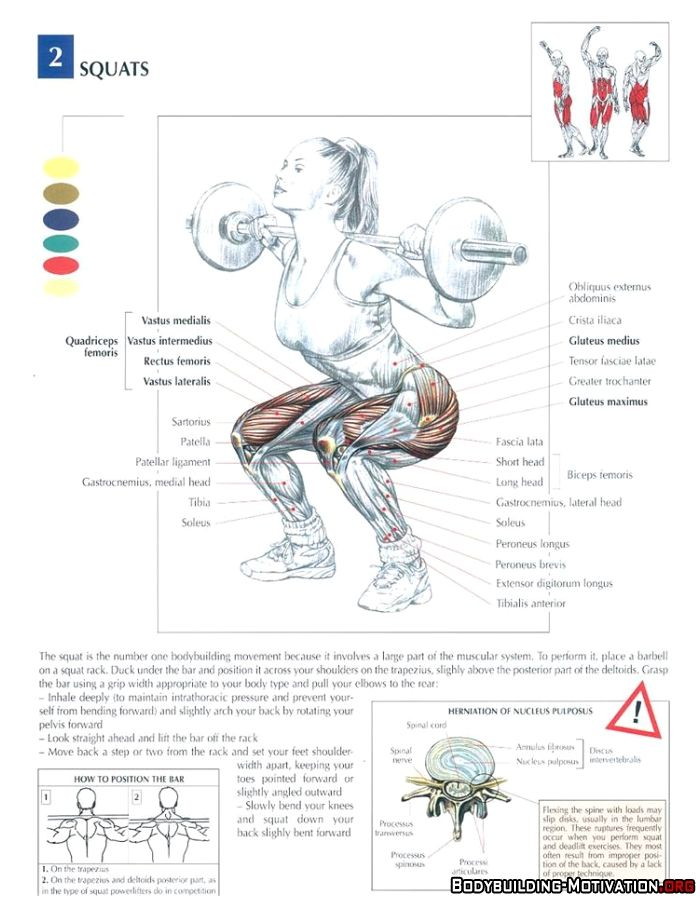 2 SQUATS
Quadriceps
femoris
Vastus medialis
Vastus intermedius
Rectus femoris
Vastus lateralis
Sartorius
Patella
Patellar ligament
Gastrocnemius, medial head
Tibia
Soleus
Obliquus externus
abdominis
Crista iliaca
Gluteus medius
Tensor fasciae latae
Greater trochanter
Gluteus maximus
Fascia lata
Short head
Long head
Biceps femoris
Gastrocnemius, lateral head
Soleus
Peroneus longus
Peroneus brevis
Extensor digitorum longus
Tibialis anterior
The squat is the number one bodybuilding movement because it involves a large part of the muscular system. To perform it, place a barbell
on a squat rack. Duck under the bar and position it across your shoulders on the trapezius, slighly above the posterior part of the deltoids. Grasp
the bar using a grip width appropriate to your body type and pull your elbows to the rear:
– Inhale deeply (to maintain intrathoracic pressure and prevent your-
self from bending forward) and slightly arch your back by rotating your
pelvis forward
– Look straight ahead and lift the bar off the rack
– Move back a step or two from the rack and set your feet shoulder-
width apart, keeping your
toes pointed forward or
slightly angled outward
– Slowly bend your knees
and squat down your
back slighly bent forward
HOW TO POSITION THE BAR
1
2
1. On the trapezius
2. On the trapezius and deltoids posterior part, as
in the type of squat powerlifters do in competition
HERNIATION OF NUCLEUS PULPOSUS
!
Spinal cord
Spinal
nerve
Annulus fibrosus
Nucleus pulposus
Discus
intervertebralis
Processus
transversus
Processus
spinosus
Processus
articulares
Flexing the spine with loads may
slip disks, usually in the lumbar
region. These ruptures frequently
occur when you perform squat
and deadlift exercises. They most
often result from improper posi-
tion of the back, caused by a lack
of proper technique.
BODYBUILDING-MOTIVATION.ORG